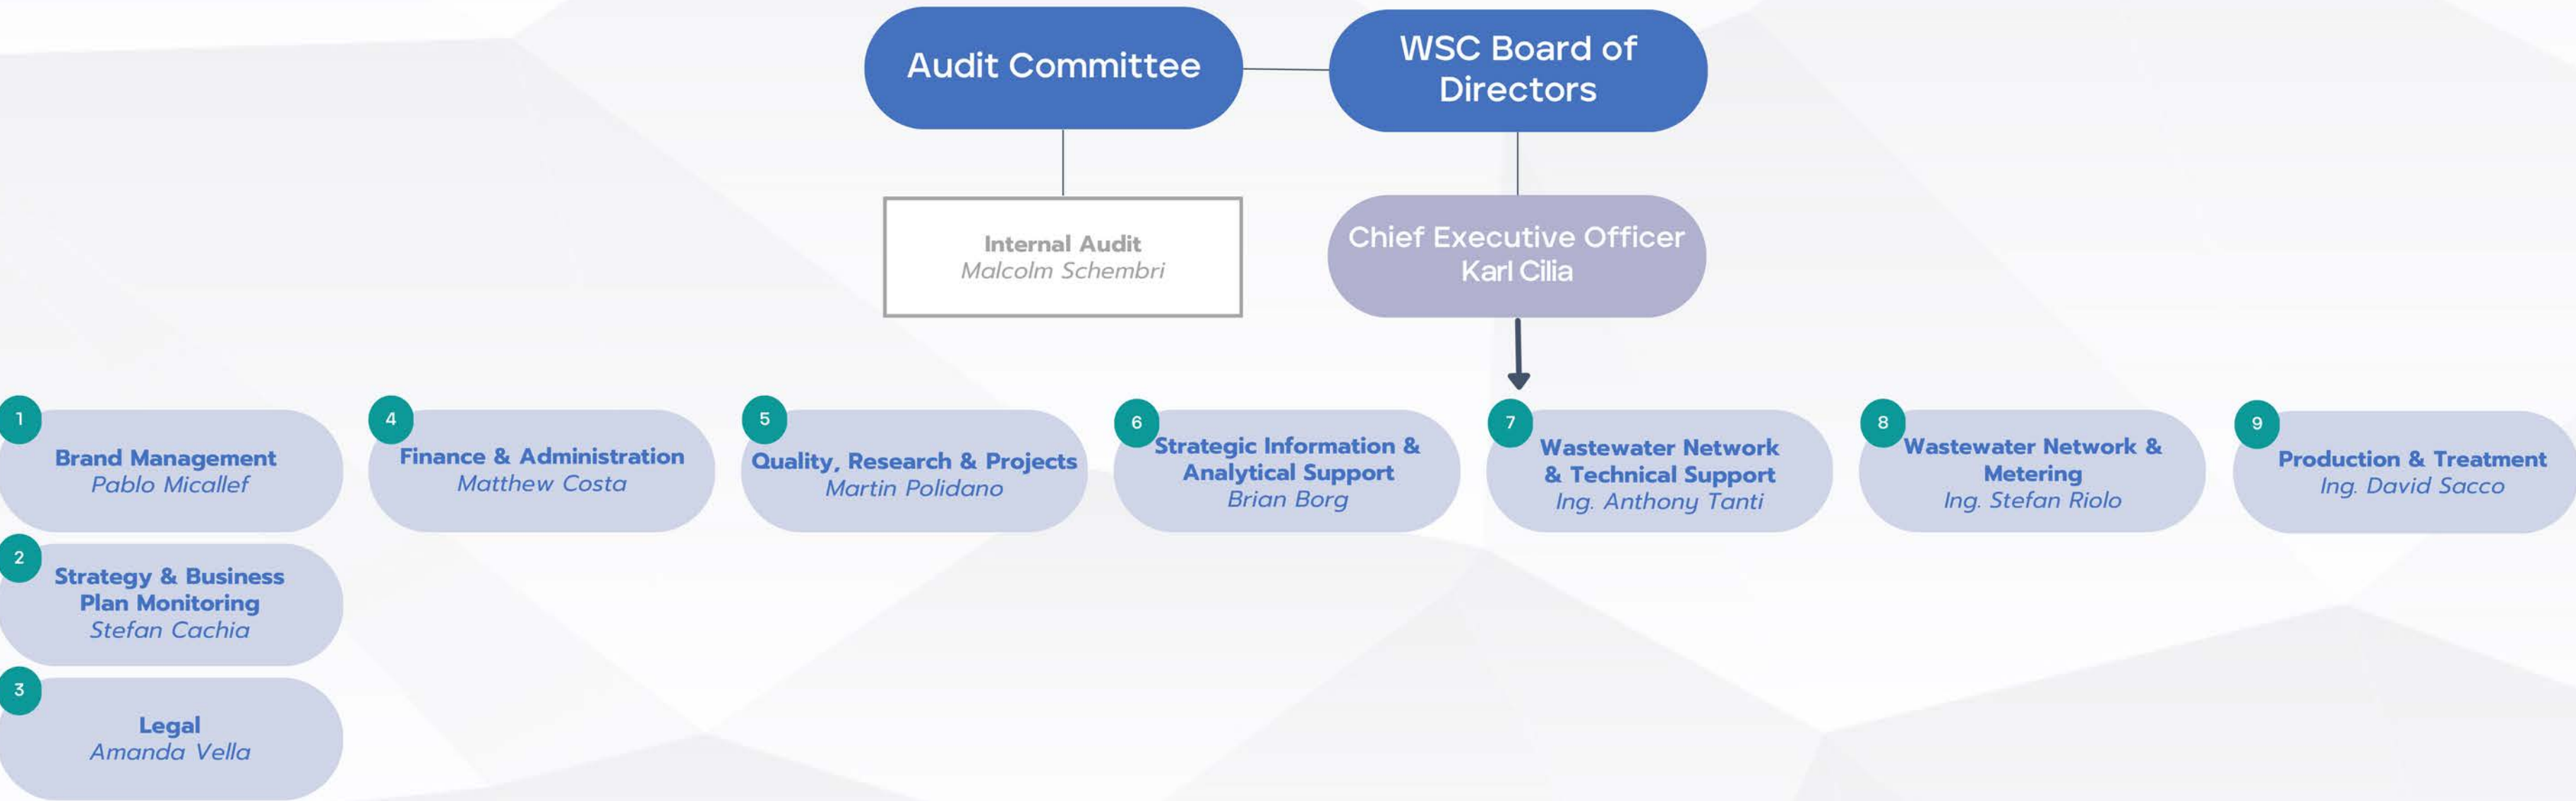 Audit Committee
WSC Board of
Directors
Internal Audit
Malcolm Schembri
Chief Executive Officer
Karl Cilia
1
Brand Management
Pablo Micallef
4
Finance & Administration
Matthew Costa
5
Quality, Research & Projects
Martin Polidano
6
Strategic Information &
Analytical Support
Brian Borg
7
Wastewater Network
& Technical Support
Ing. Anthony Tanti
8
Wastewater Network &
Metering
Ing. Stefan Riolo
9
Production & Treatment
Ing. David Sacco
2
Strategy & Business
Plan Monitoring
Stefan Cachia
3
Legal
Amanda Vella